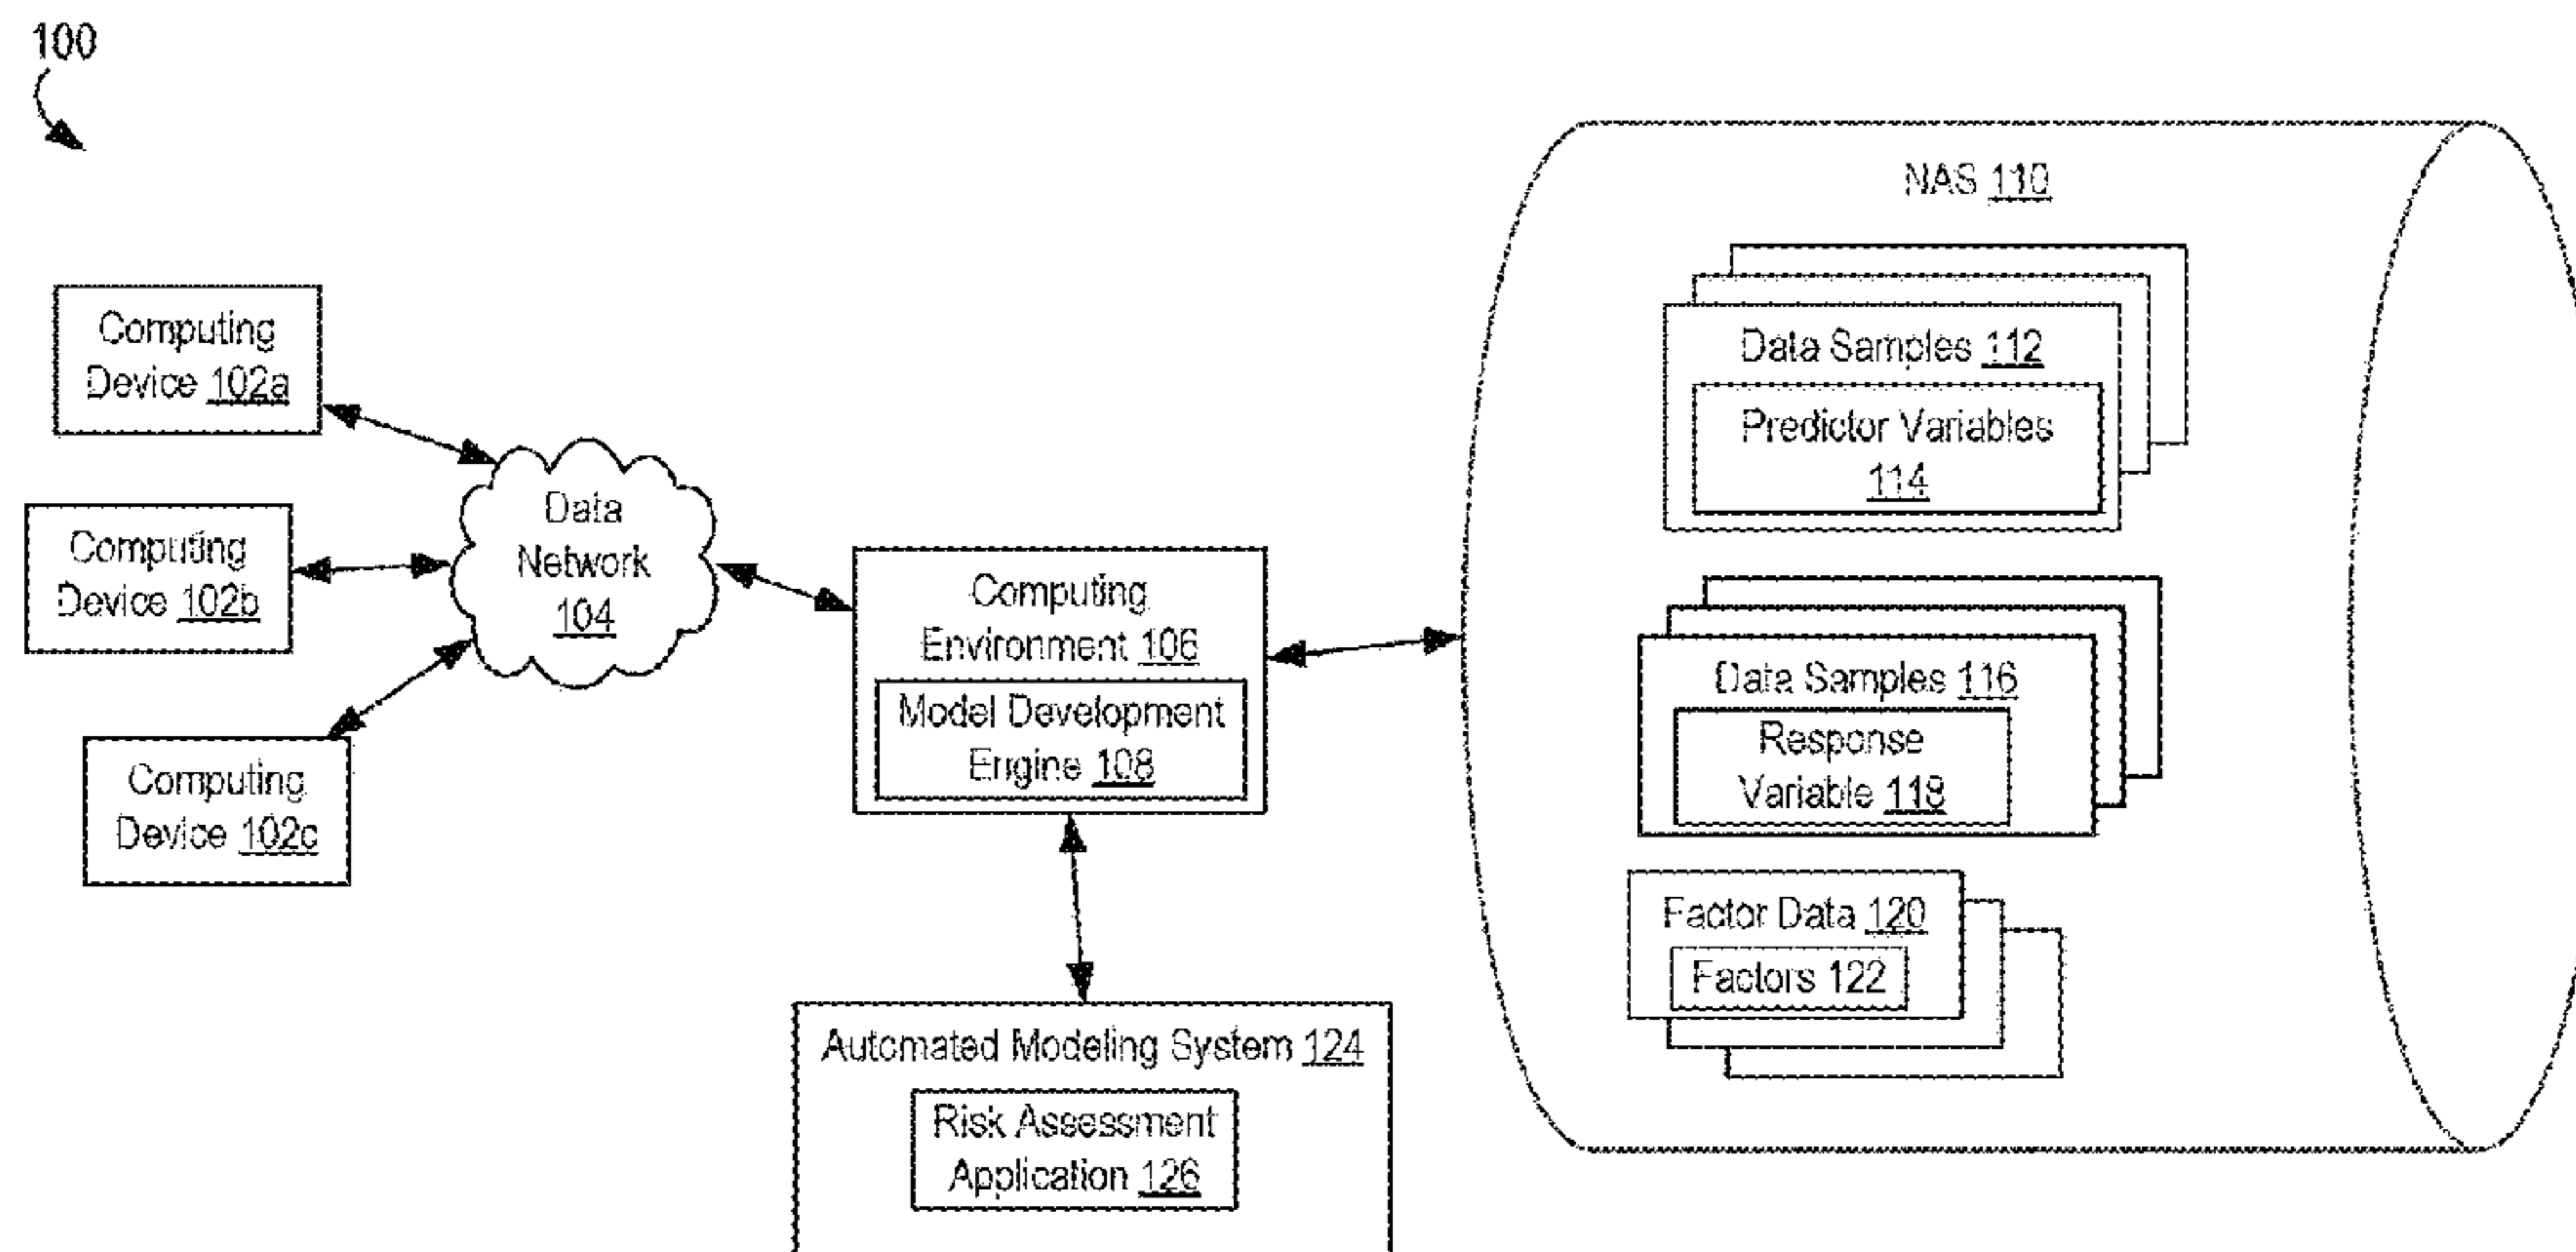 100
NAS 110
Computing
Device 102a
Data Samples 112
Predictor Variables
114
Computing
Device 102b
Data
Network
104
Computing
Environment 106
Model Development
Engine 108
Data Samples 116
Response
Variable 118
Computing
Device 102c
Factor Data 120
Factors 122
Automated Modeling System 124
Risk Assessment
Application 126